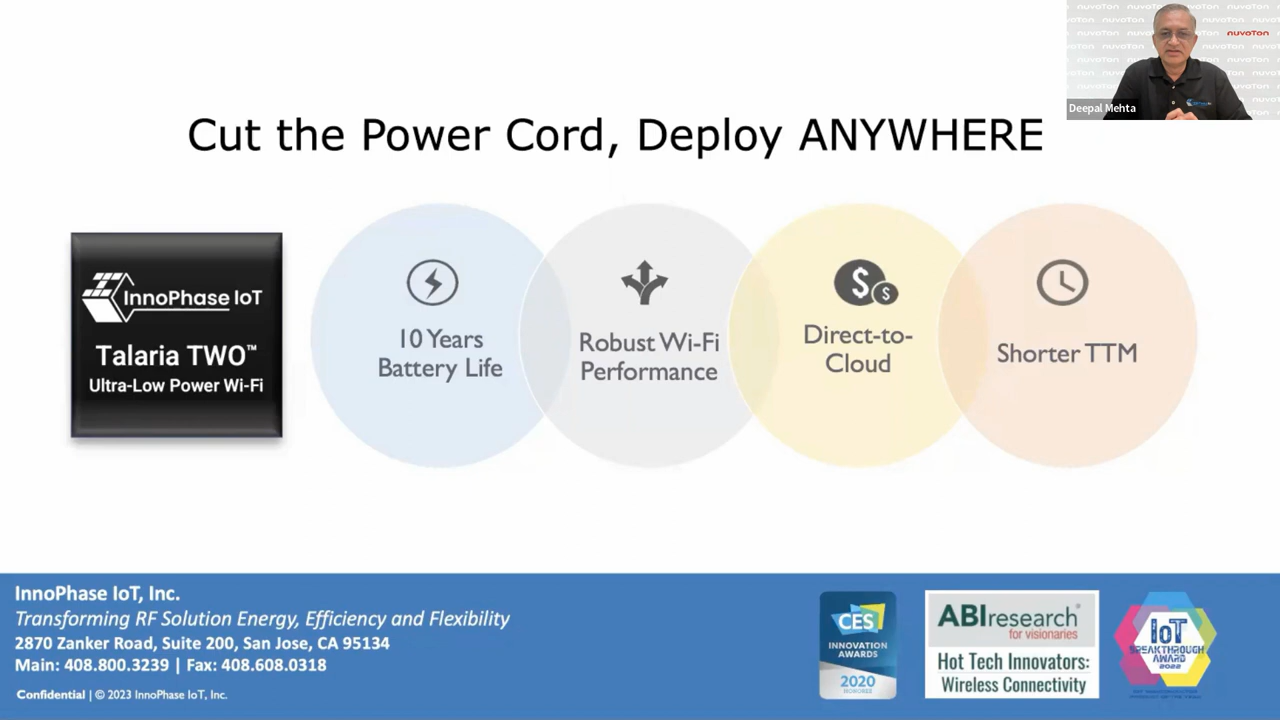 nuvoTon
Deepal Mehta
Cut the Power Cord, Deploy ANYWHERE
InnoPhase IoT
Talaria TWO™
Ultra-Low Power Wi-Fi
10 Years
Battery Life
Robust Wi-Fi
Performance
Direct-to-
Cloud
Shorter TTM
InnoPhase IoT, Inc.
Transforming RF Solution Energy, Efficiency and Flexibility
2870 Zanker Road, Suite 200, San Jose, CA 95134
Main: 408.800.3239 | Fax: 408.608.0318
Confidential | © 2023 InnoPhase IoT, Inc.
CES
INNOVATION
AWARDS
2020
HONOREE
ABIresearch®
for visionaries
Hot Tech Innovators:
Wireless Connectivity
IoT
BREAKTHROUGH
AWARD
2022